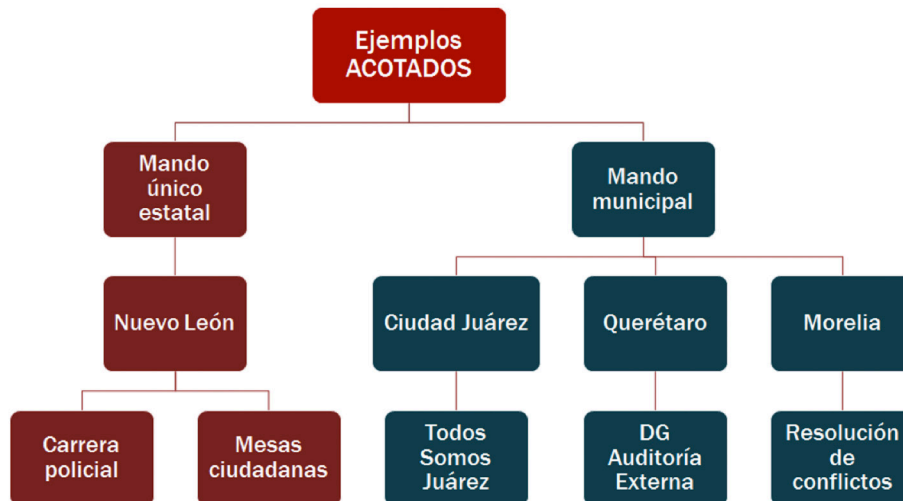 Ejemplos
ACOTADOS
Mando
único
estatal
Mando
municipal
Nuevo León
Ciudad Juárez
Querétaro
Morelia
Carrera
policial
Mesas
ciudadanas
Todos
Somos
Juárez
DG
Auditoría
Externa
Resolución
de
conflictos